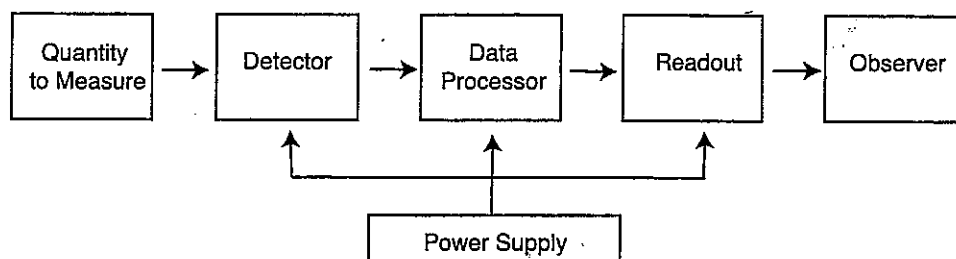 Quantity
to Measure
Detector
Data
Processor
Readout
Observer
Power Supply